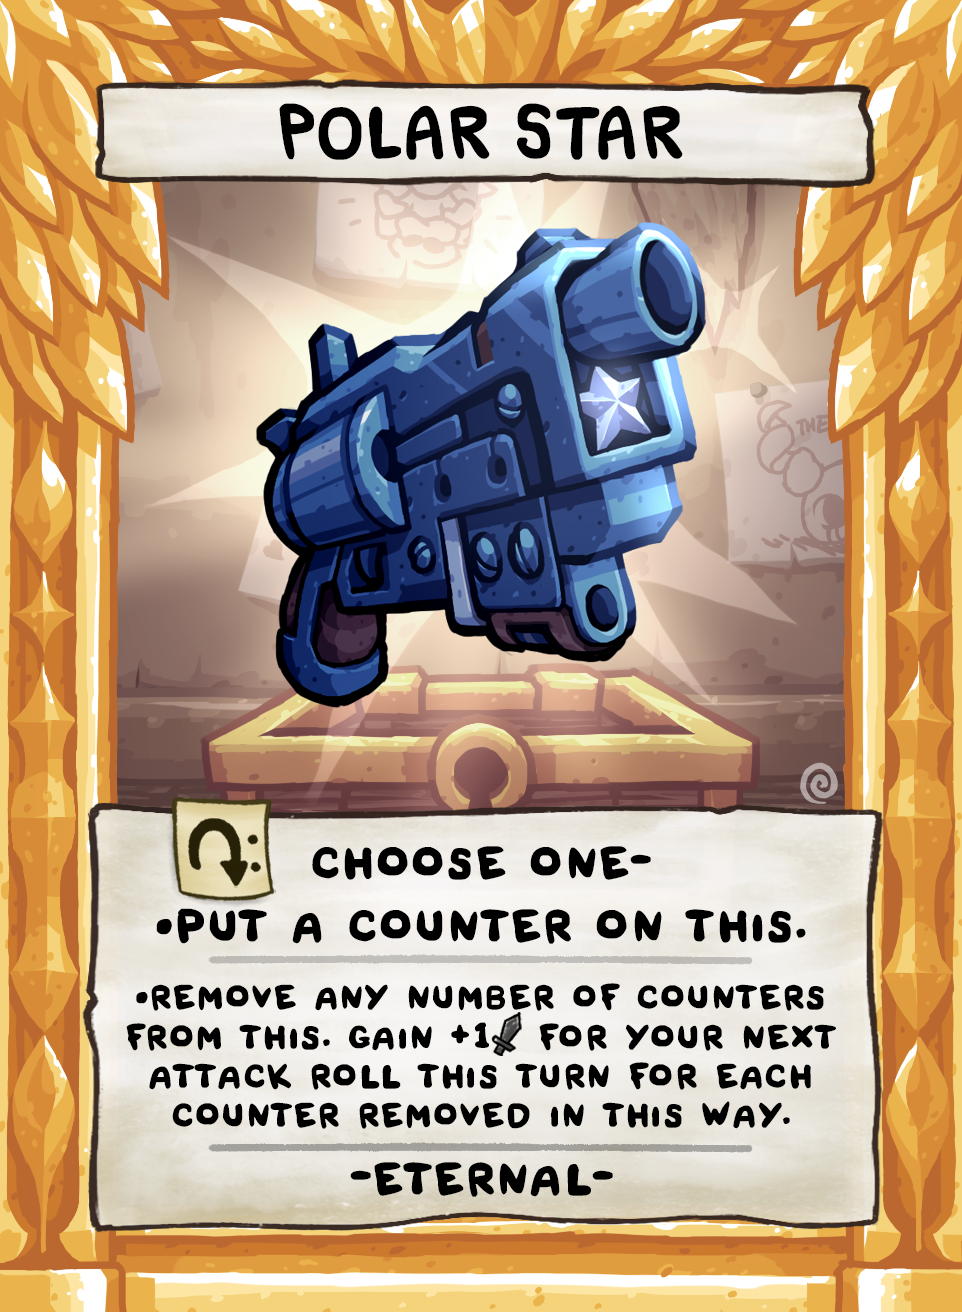 POLAR STAR
THE
CHOOSE ONE-
•PUT A COUNTER ON THIS.
•REMOVE ANY NUMBER OF COUNTERS
FROM THIS. GAIN +1 FOR YOUR NEXT
ATTACK ROLL THIS TURN FOR EACH
COUNTER REMOVED IN THIS WAY.
-ETERNAL-